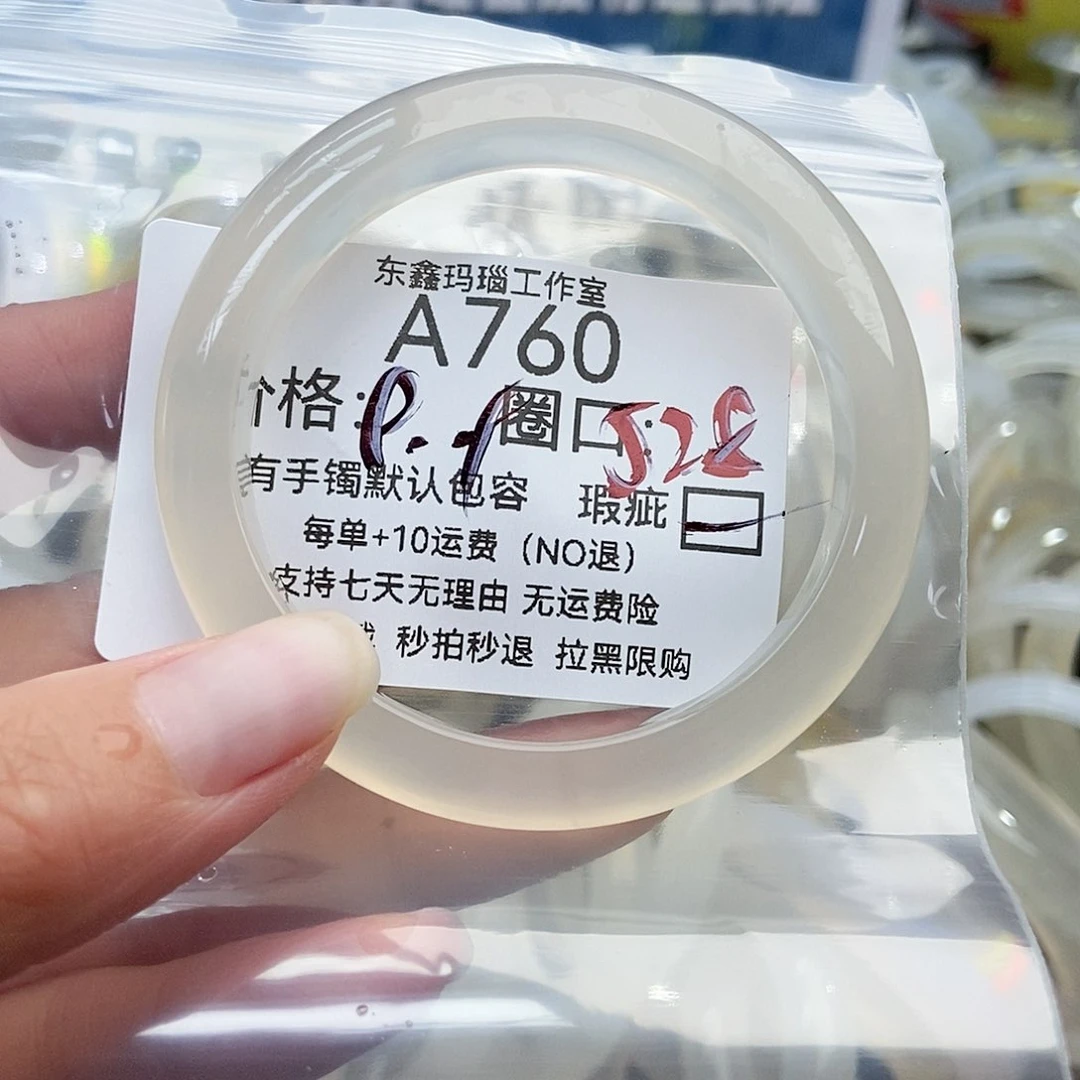 东鑫玛瑙工作室
A760
价格: 圈口: 528
有手镯默认包容 瑕疵
每单+10运费 (NO退)
支持七天无理由 无运费险
秒拍秒退 拉黑限购